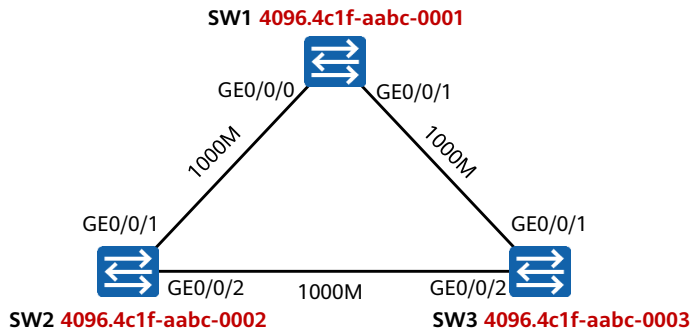 SW1 4096.4c1f-aabc-0001
GE0/0/0
GE0/0/1
1000M
1000M
GE0/0/1
GE0/0/1
GE0/0/2
1000M
GE0/0/2
SW2 4096.4c1f-aabc-0002
SW3 4096.4c1f-aabc-0003